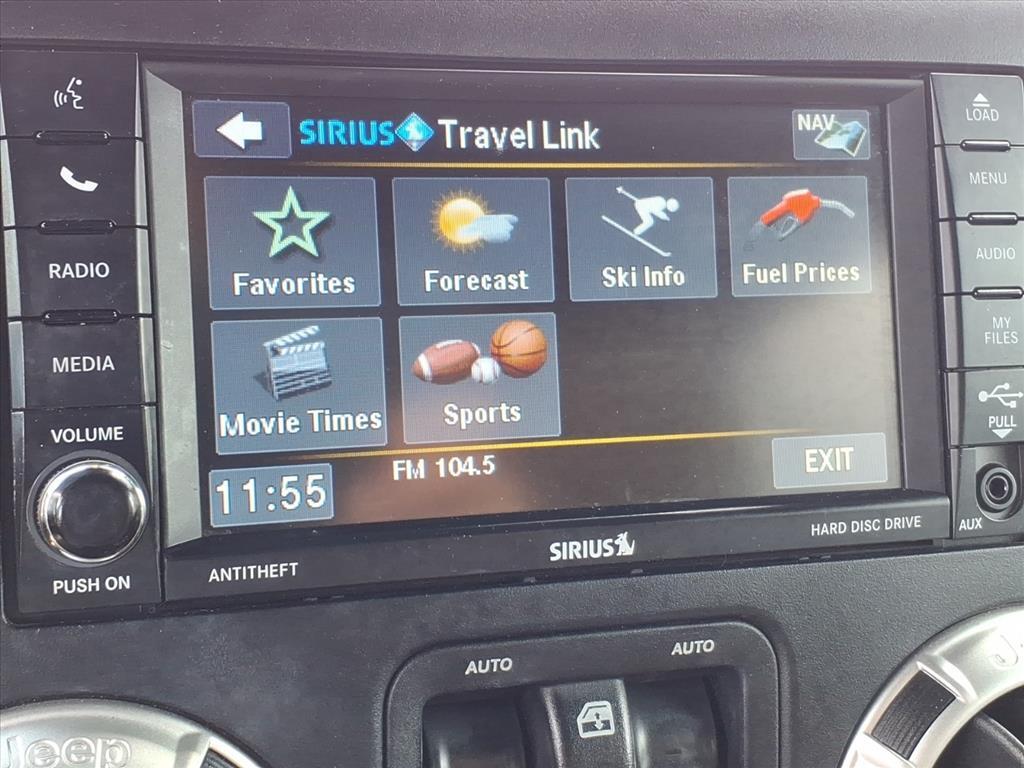 SIRIUS Travel Link
NAV
LOAD
MENU
RADIO
Favorites
Forecast
Ski Info
Fuel Prices
AUDIO
MEDIA
Movie Times
Sports
MY
FILES
VOLUME
FM 104.5
EXIT
PULL
11:55
AUX
PUSH ON
ANTITHEFT
SIRIUS
HARD DISC DRIVE
AUTO
AUTO
Jeep